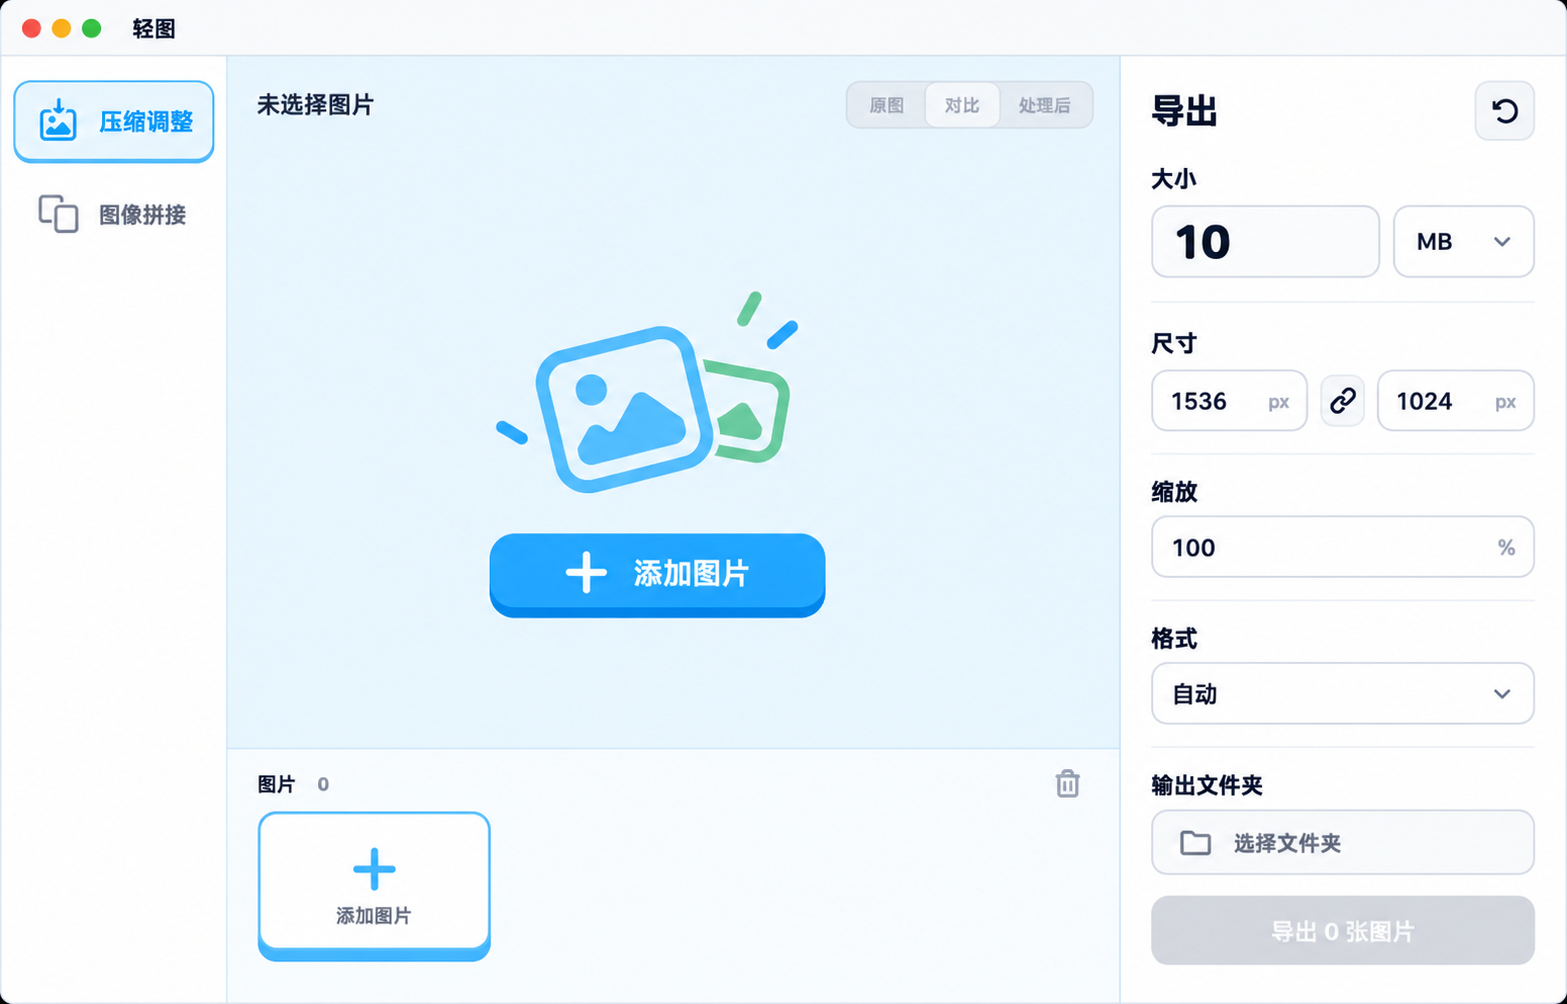 轻图
压缩调整
图像拼接
未选择图片
原图 对比 处理后
添加图片
图片 0
添加图片
导出
大小
10 MB
尺寸
1536 px 1024 px
缩放
100 %
格式
自动
输出文件夹
选择文件夹
导出 0 张图片